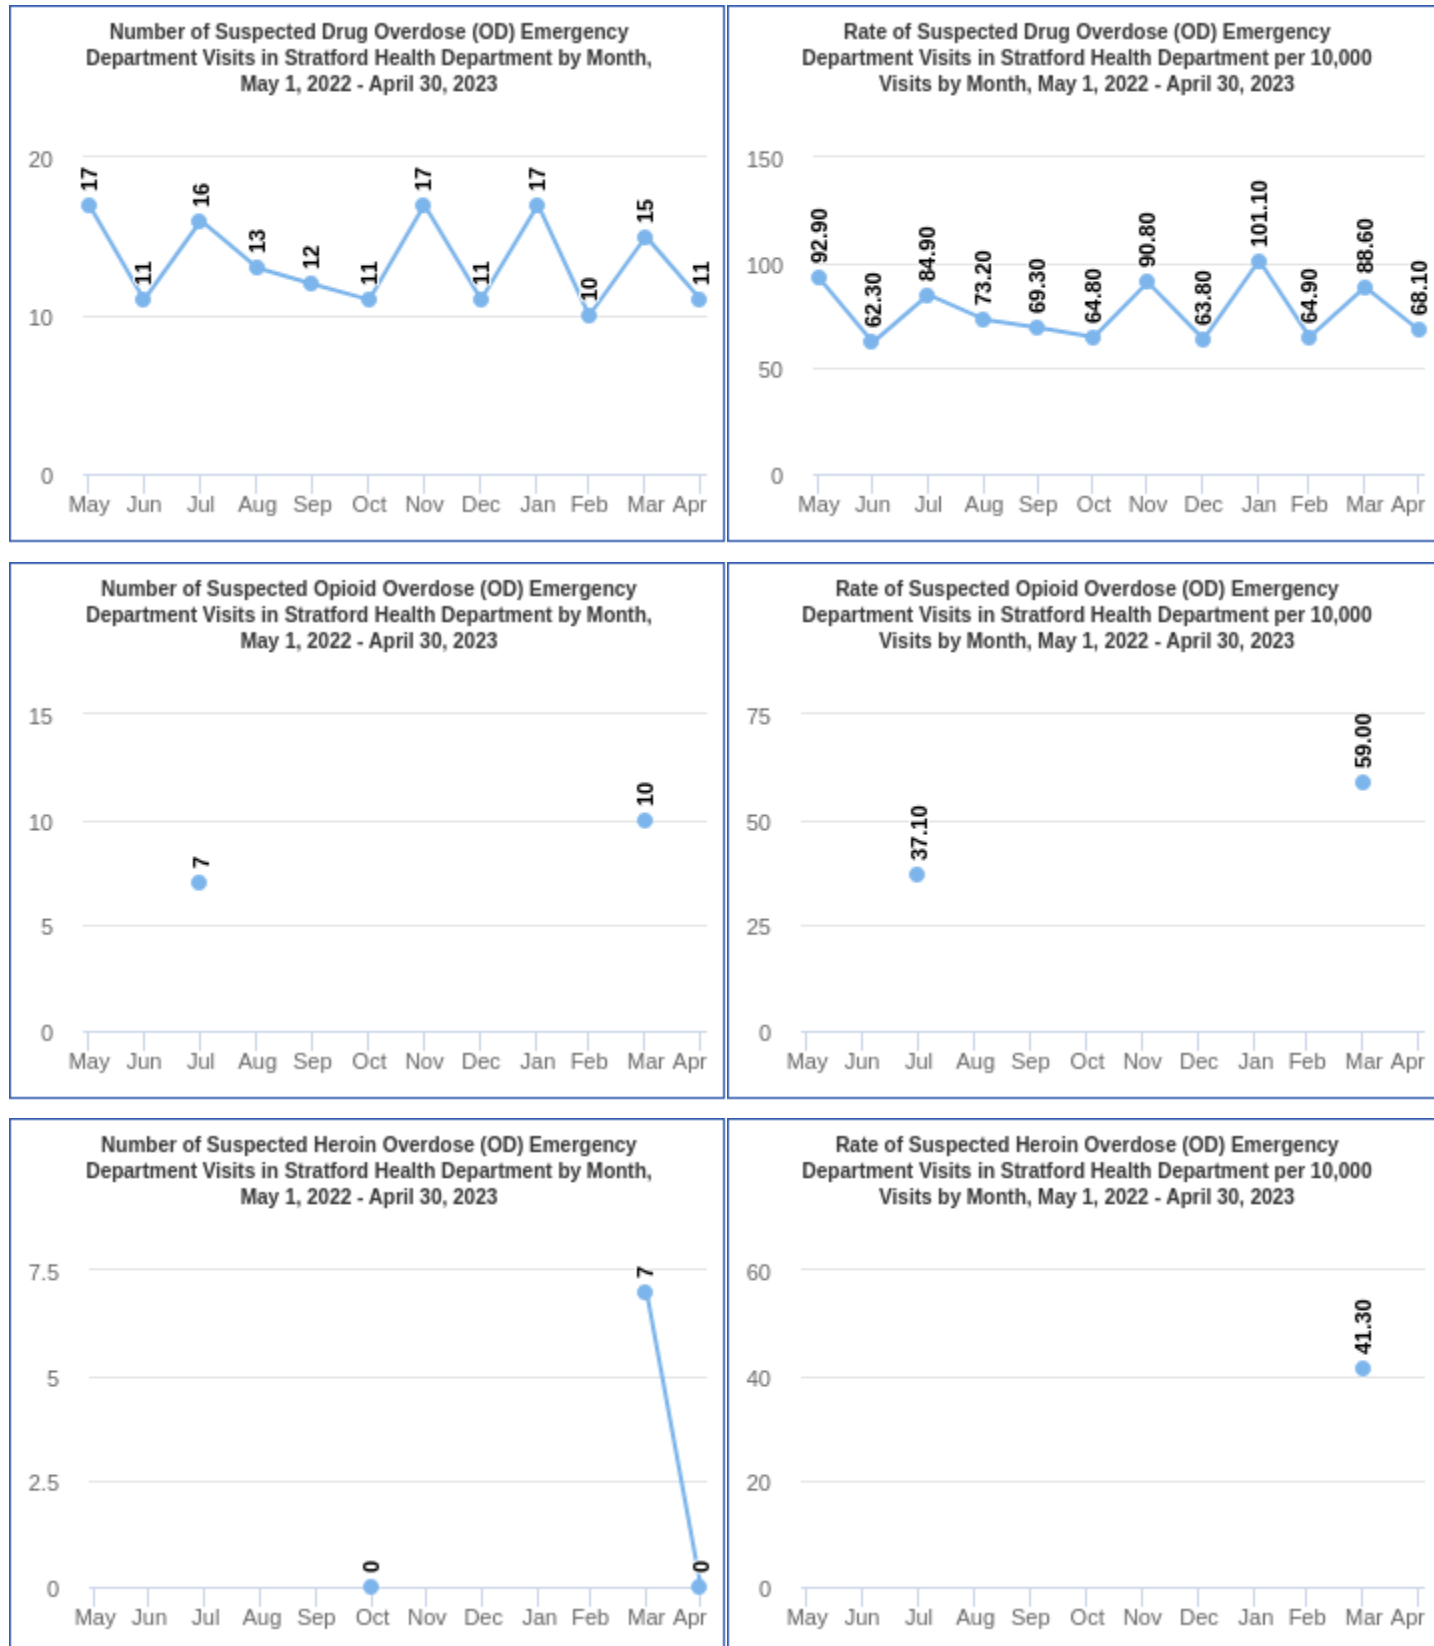 Number of Suspected Drug Overdose (OD) Emergency
Department Visits in Stratford Health Department by Month,
May 1, 2022 - April 30, 2023
20
10
0
17
11
16
13
12
11
17
11
17
10
15
11
May Jun Jul Aug Sep Oct Nov Dec Jan Feb Mar Apr
Rate of Suspected Drug Overdose (OD) Emergency
Department Visits in Stratford Health Department per 10,000
Visits by Month, May 1, 2022 - April 30, 2023
150
100
50
0
92.90
62.30
84.90
73.20
69.30
64.80
90.80
63.80
101.10
64.90
88.60
68.10
May Jun Jul Aug Sep Oct Nov Dec Jan Feb Mar Apr
Number of Suspected Opioid Overdose (OD) Emergency
Department Visits in Stratford Health Department by Month,
May 1, 2022 - April 30, 2023
15
10
5
0
7
10
May Jun Jul Aug Sep Oct Nov Dec Jan Feb Mar Apr
Rate of Suspected Opioid Overdose (OD) Emergency
Department Visits in Stratford Health Department per 10,000
Visits by Month, May 1, 2022 - April 30, 2023
75
50
25
0
37.10
59.00
May Jun Jul Aug Sep Oct Nov Dec Jan Feb Mar Apr
Number of Suspected Heroin Overdose (OD) Emergency
Department Visits in Stratford Health Department by Month,
May 1, 2022 - April 30, 2023
7.5
5
2.5
0
0
7
0
May Jun Jul Aug Sep Oct Nov Dec Jan Feb Mar Apr
Rate of Suspected Heroin Overdose (OD) Emergency
Department Visits in Stratford Health Department per 10,000
Visits by Month, May 1, 2022 - April 30, 2023
60
40
20
0
41.30
May Jun Jul Aug Sep Oct Nov Dec Jan Feb Mar Apr